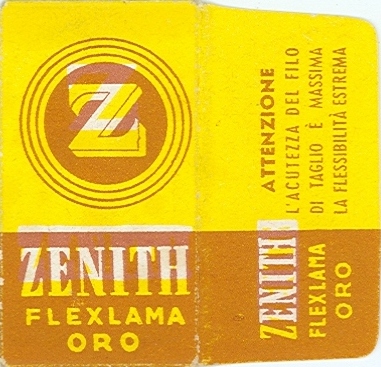 Z
ZENITH
FLEXLAMA
ORO
ATTENZIONE
L'ACUTEZZA DEL FILO
DI TAGLIO È MASSIMA
LA FLESSIBILITÀ ESTREMA
ZENITH
FLEXLAMA
ORO